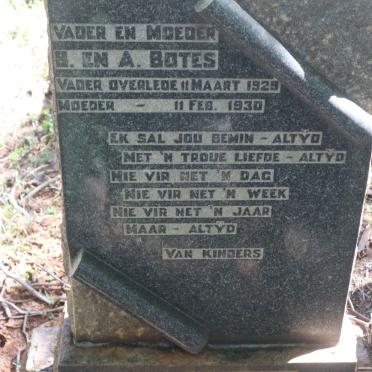 VADER EN MOEDER
B. EN A. BOTES
VADER OVERLEDE 11 MAART 1929
MOEDER - 11 FEB. 1930
EK SAL JOU BEMIN - ALTYD
MET 'N TROUE LIEFDE - ALTYD
NIE VIR NET 'N DAG
NIE VIR NET 'N WEEK
NIE VIR NET 'N JAAR
MAAR - ALTYD
VAN KINDERS